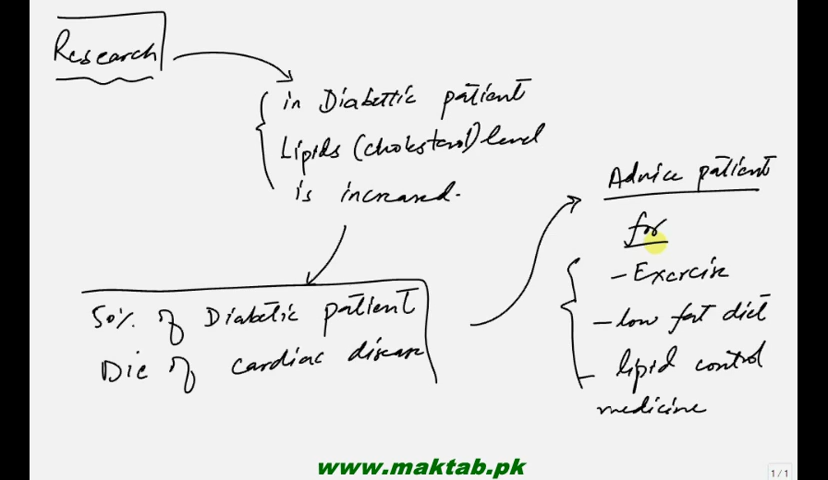 Research
in Diabetic patient
Lipids (cholesterol) level
is increased.
50% of Diabetic patient
Die of cardiac disease
Advice patient
for
- Exercise
- low fat diet
- lipid control
medicine
www.maktab.pk
1 / 1